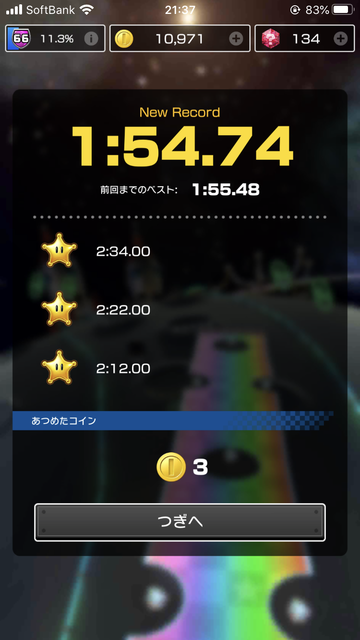 SoftBank 21:37 83%
66 11.3% i 10,971 + 134 +
New Record
1:54.74
前回までのベスト: 1:55.48
2:34.00
2:22.00
2:12.00
あつめたコイン
3
つぎへ